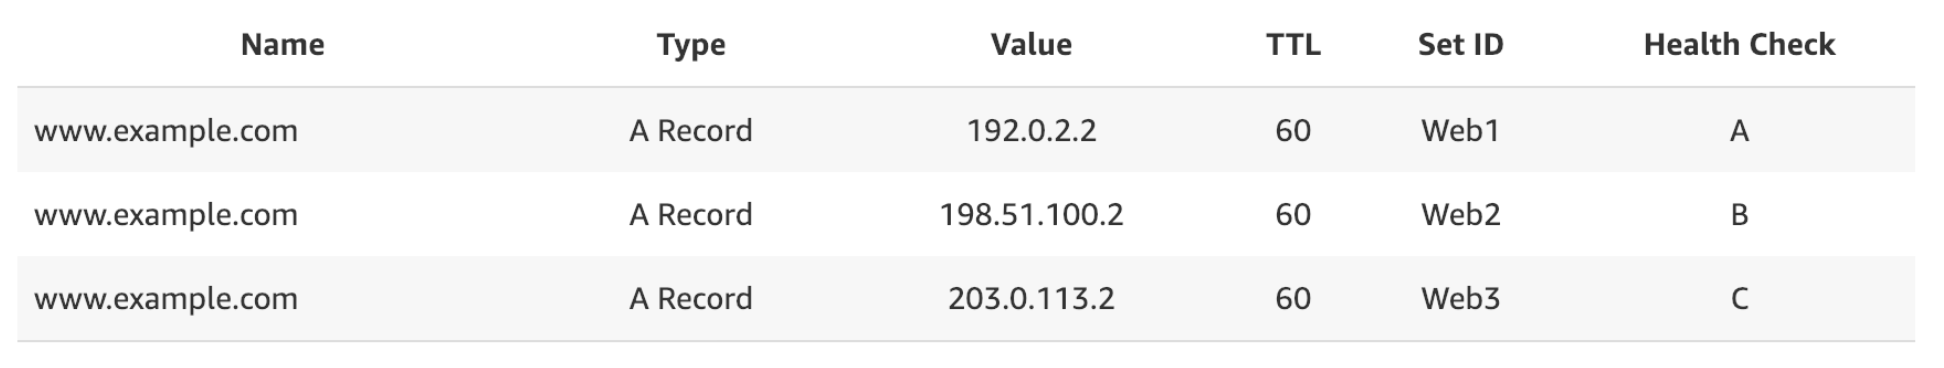 Name Type Value TTL Set ID Health Check
www.example.com A Record 192.0.2.2 60 Web1 A
www.example.com A Record 198.51.100.2 60 Web2 B
www.example.com A Record 203.0.113.2 60 Web3 C